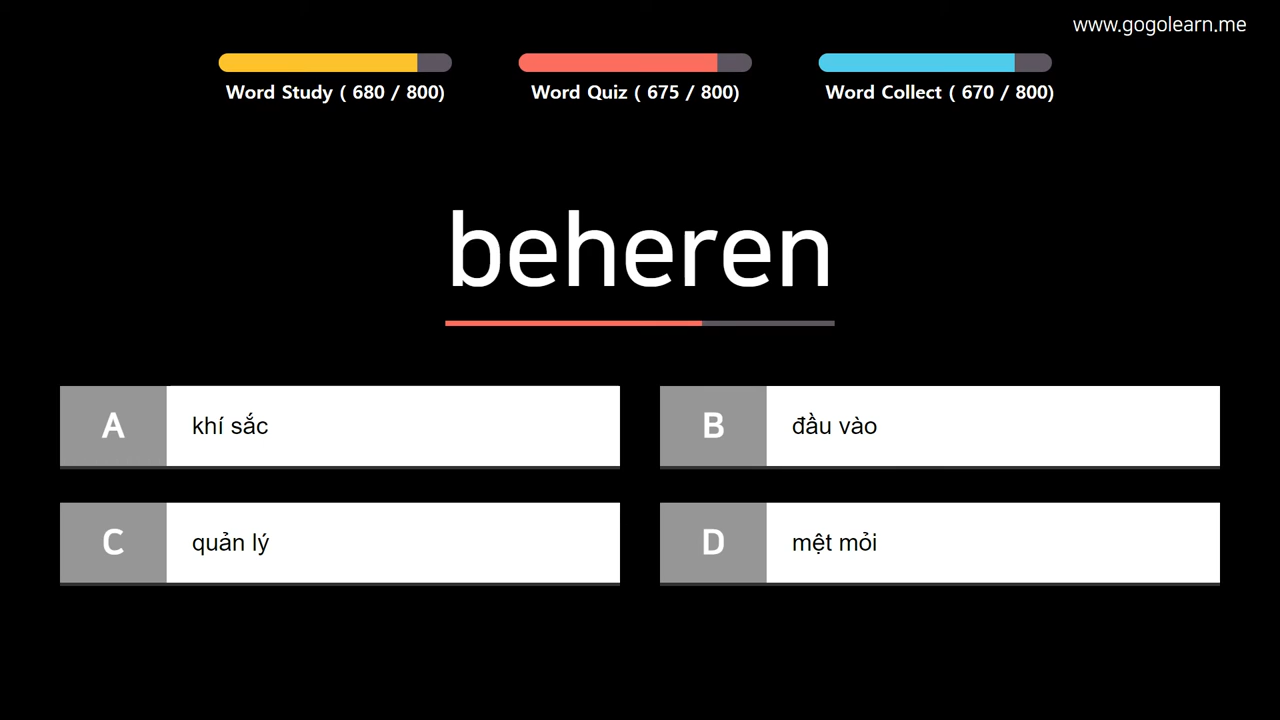 www.gogolearn.me
Word Study ( 680 / 800)
Word Quiz ( 675 / 800)
Word Collect ( 670 / 800)
beheren
A khí sắc
B đầu vào
C quản lý
D mệt mỏi